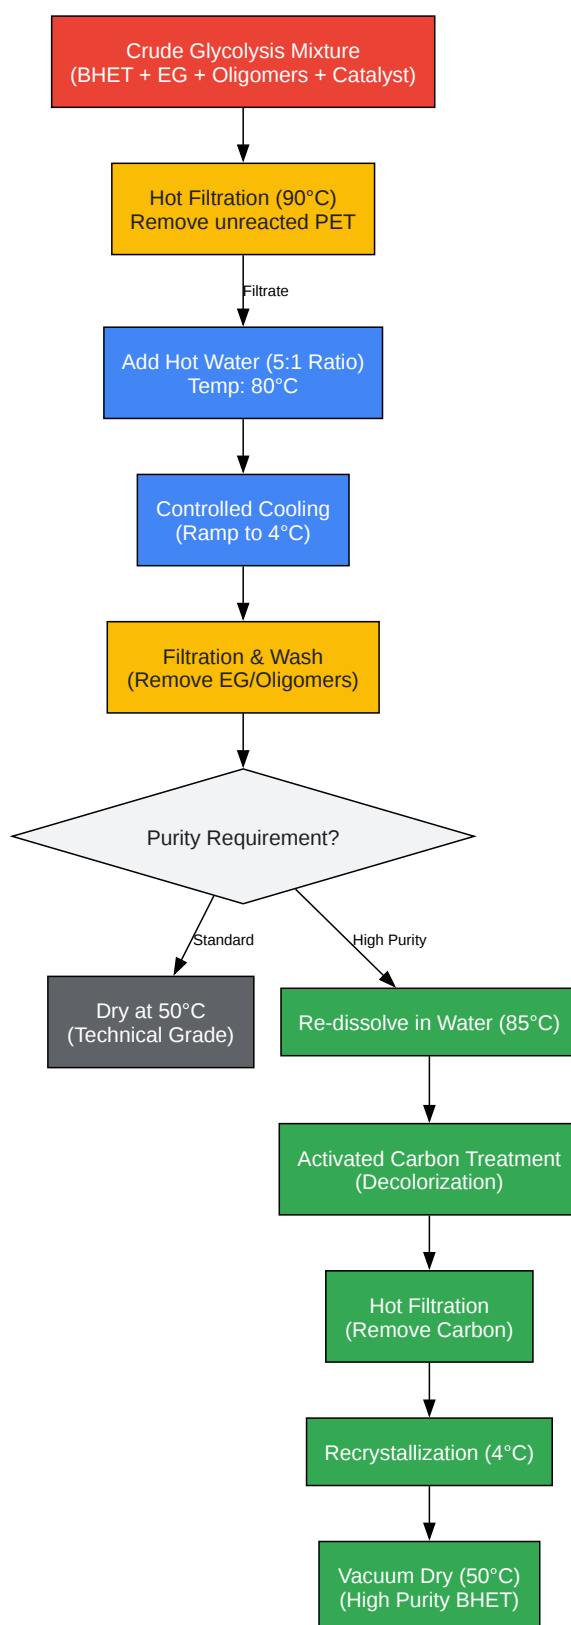 Crude Glycolysis Mixture
(BHET + EG + Oligomers + Catalyst)
Hot Filtration (90°C)
Remove unreacted PET
Filtrate
Add Hot Water (5:1 Ratio)
Temp: 80°C
Controlled Cooling
(Ramp to 4°C)
Filtration & Wash
(Remove EG/Oligomers)
Purity Requirement?
Standard
High Purity
Dry at 50°C
(Technical Grade)
Re-dissolve in Water (85°C)
Activated Carbon Treatment
(Decolorization)
Hot Filtration
(Remove Carbon)
Recrystallization (4°C)
Vacuum Dry (50°C)
(High Purity BHET)